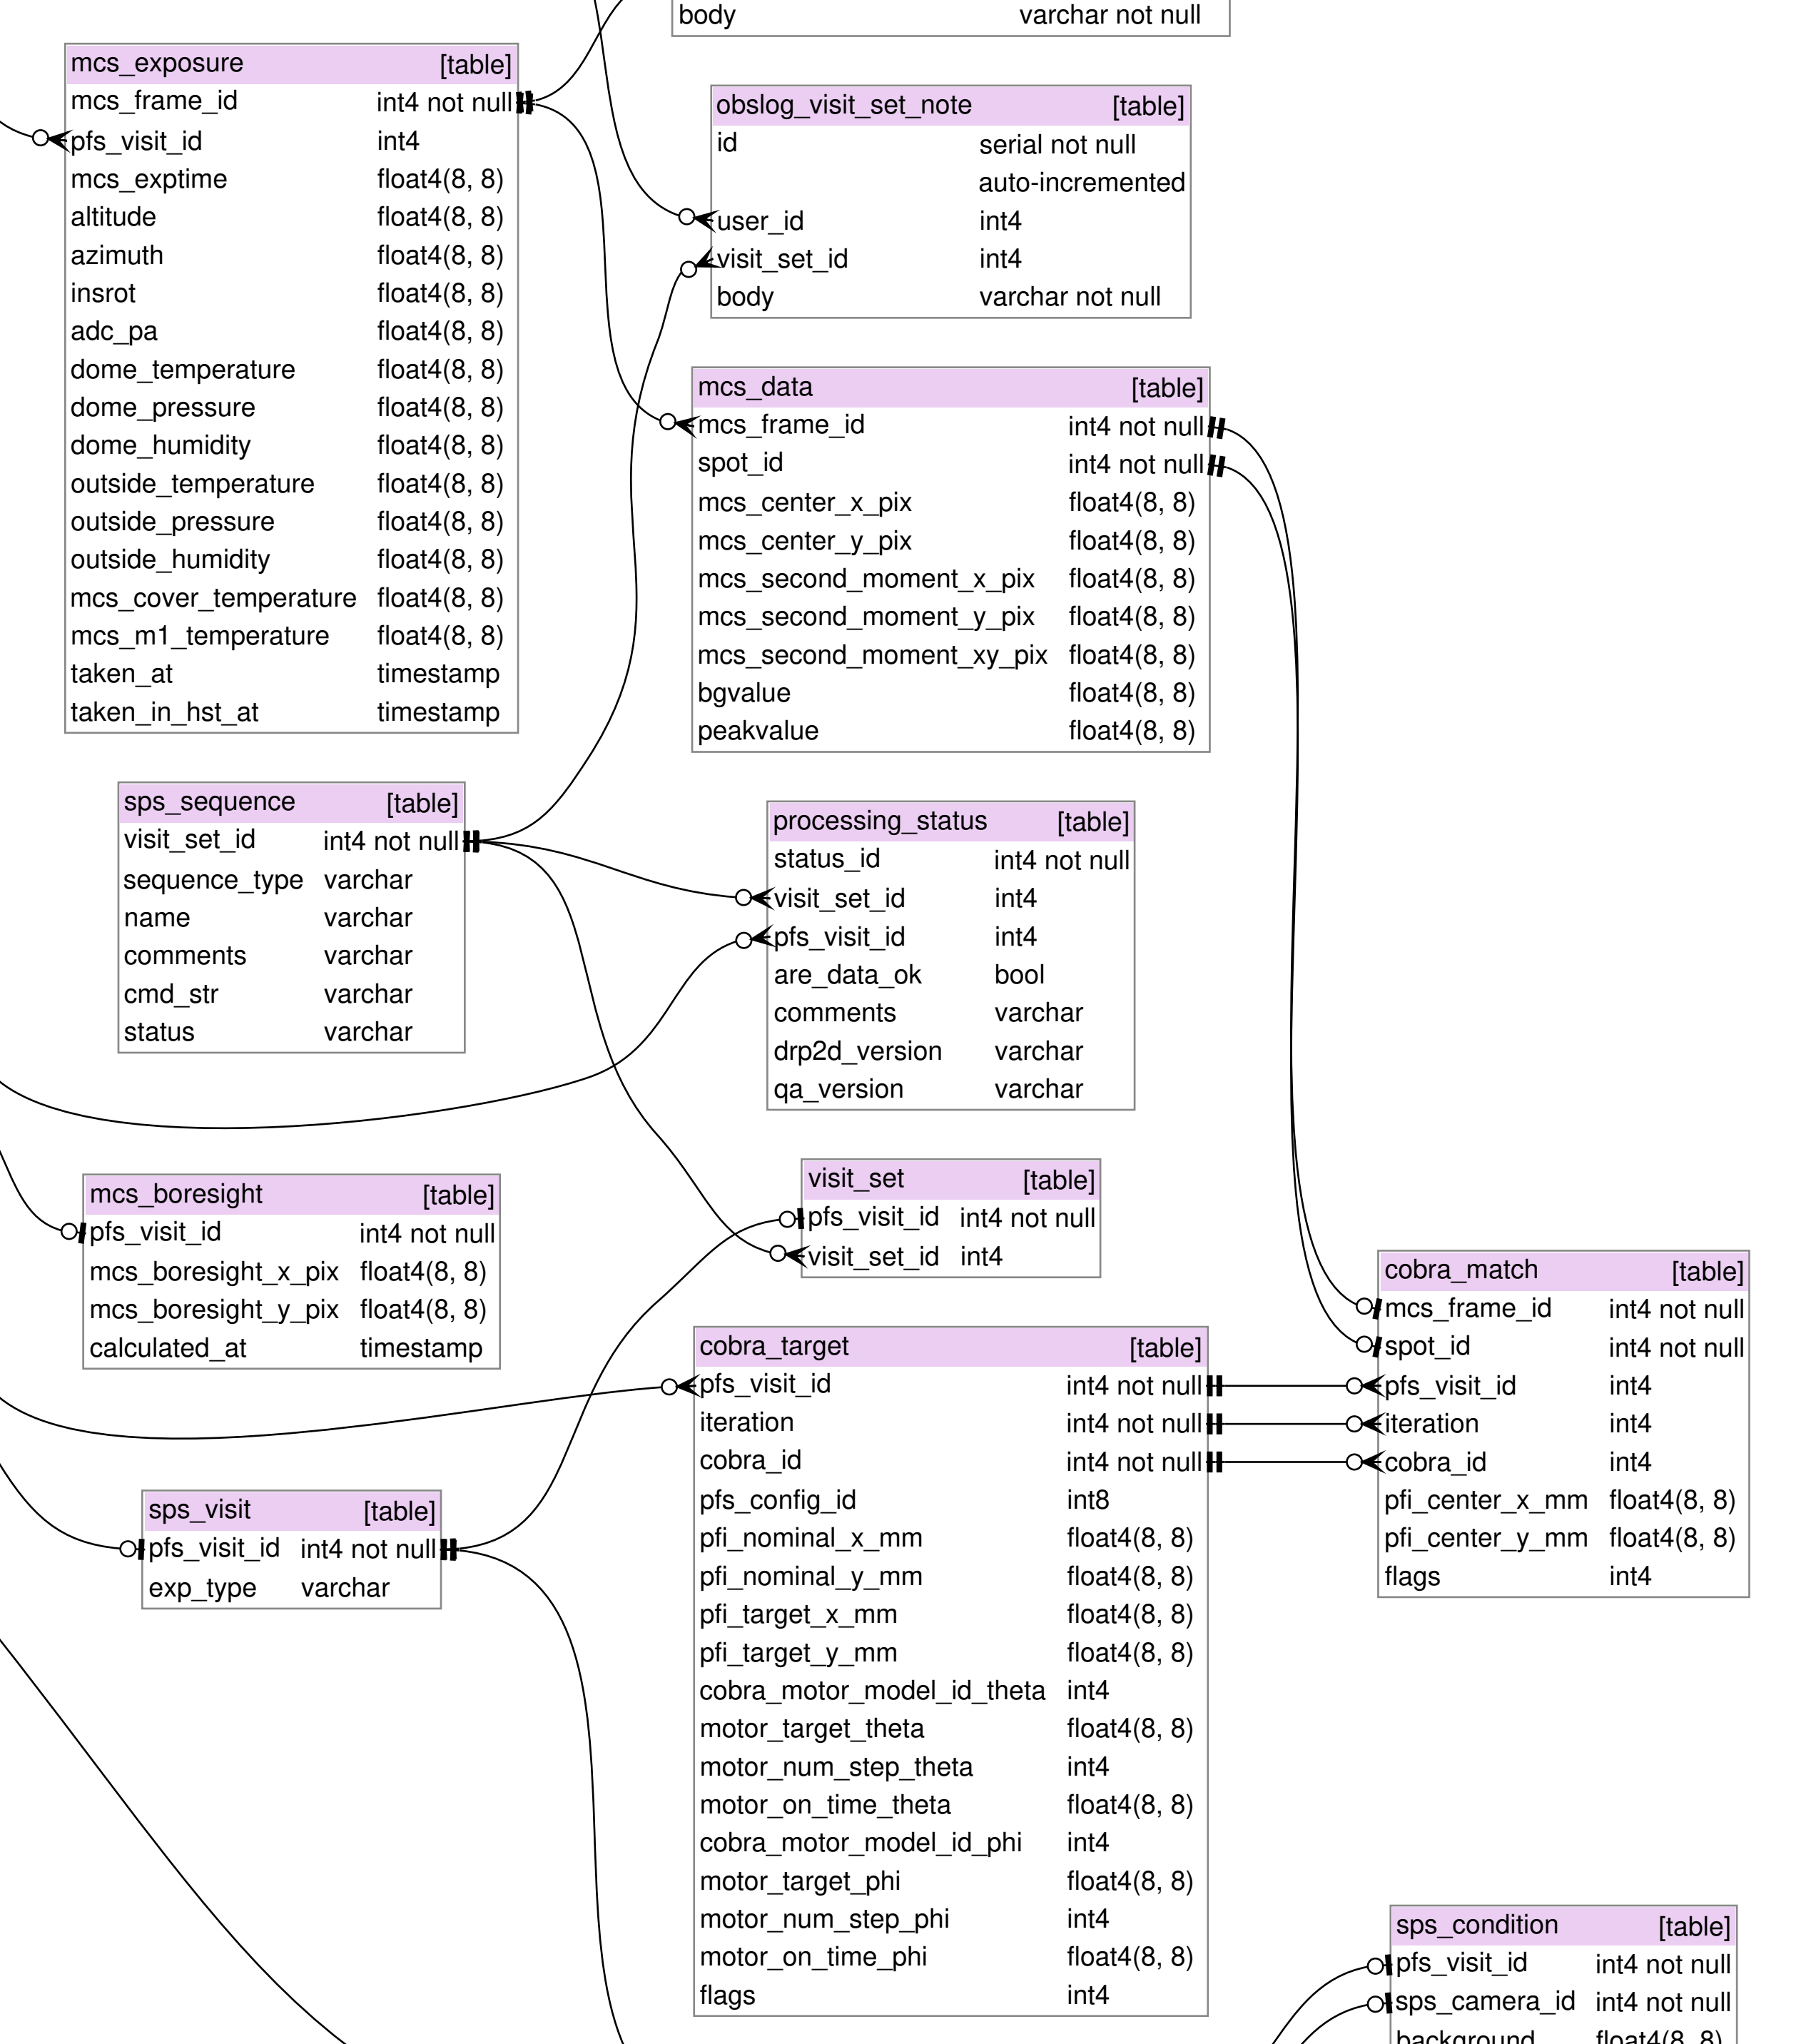 body varchar not null
mcs_exposure [table]
mcs_frame_id int4 not null
pfs_visit_id int4
mcs_exptime float4(8, 8)
altitude float4(8, 8)
azimuth float4(8, 8)
insrot float4(8, 8)
adc_pa float4(8, 8)
dome_temperature float4(8, 8)
dome_pressure float4(8, 8)
dome_humidity float4(8, 8)
outside_temperature float4(8, 8)
outside_pressure float4(8, 8)
outside_humidity float4(8, 8)
mcs_cover_temperature float4(8, 8)
mcs_m1_temperature float4(8, 8)
taken_at timestamp
taken_in_hst_at timestamp
obslog_visit_set_note [table]
id serial not null
auto-incremented
user_id int4
visit_set_id int4
body varchar not null
mcs_data [table]
mcs_frame_id int4 not null
spot_id int4 not null
mcs_center_x_pix float4(8, 8)
mcs_center_y_pix float4(8, 8)
mcs_second_moment_x_pix float4(8, 8)
mcs_second_moment_y_pix float4(8, 8)
mcs_second_moment_xy_pix float4(8, 8)
bgvalue float4(8, 8)
peakvalue float4(8, 8)
sps_sequence [table]
visit_set_id int4 not null
sequence_type varchar
name varchar
comments varchar
cmd_str varchar
status varchar
processing_status [table]
status_id int4 not null
visit_set_id int4
pfs_visit_id int4
are_data_ok bool
comments varchar
drp2d_version varchar
qa_version varchar
mcs_boresight [table]
pfs_visit_id int4 not null
mcs_boresight_x_pix float4(8, 8)
mcs_boresight_y_pix float4(8, 8)
calculated_at timestamp
visit_set [table]
pfs_visit_id int4 not null
visit_set_id int4
cobra_match [table]
mcs_frame_id int4 not null
spot_id int4 not null
pfs_visit_id int4
iteration int4
cobra_id int4
pfi_center_x_mm float4(8, 8)
pfi_center_y_mm float4(8, 8)
flags int4
cobra_target [table]
pfs_visit_id int4 not null
iteration int4 not null
cobra_id int4 not null
pfs_config_id int8
pfi_nominal_x_mm float4(8, 8)
pfi_nominal_y_mm float4(8, 8)
pfi_target_x_mm float4(8, 8)
pfi_target_y_mm float4(8, 8)
cobra_motor_model_id_theta int4
motor_target_theta float4(8, 8)
motor_num_step_theta int4
motor_on_time_theta float4(8, 8)
cobra_motor_model_id_phi int4
motor_target_phi float4(8, 8)
motor_num_step_phi int4
motor_on_time_phi float4(8, 8)
flags int4
sps_visit [table]
pfs_visit_id int4 not null
exp_type varchar
sps_condition [table]
pfs_visit_id int4 not null
sps_camera_id int4 not null
background float4(8, 8)